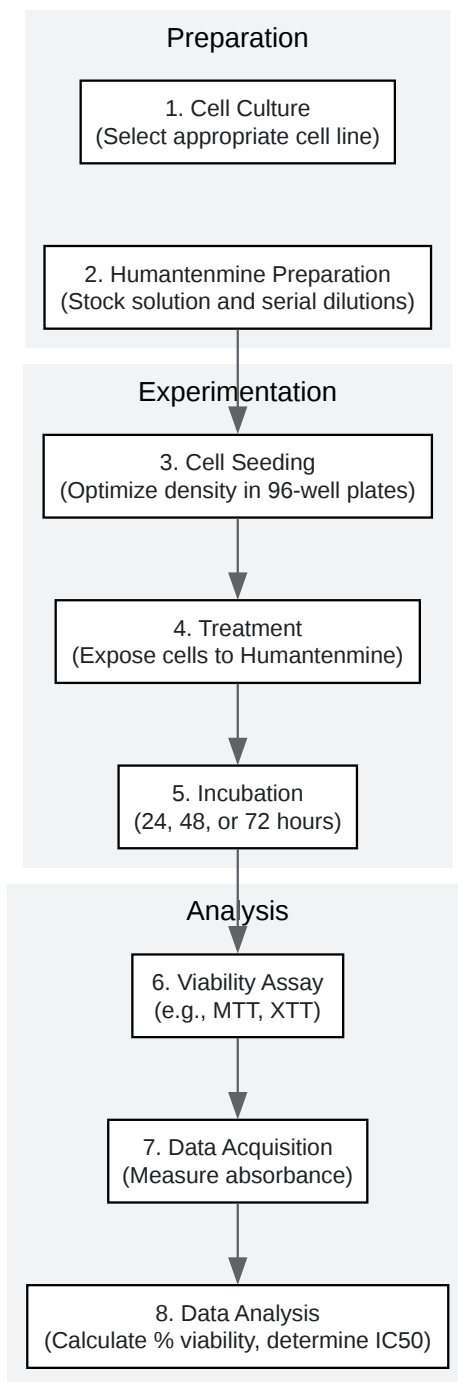 Preparation
1. Cell Culture
(Select appropriate cell line)
2. Humantenmine Preparation
(Stock solution and serial dilutions)
Experimentation
3. Cell Seeding
(Optimize density in 96-well plates)
4. Treatment
(Expose cells to Humantenmine)
5. Incubation
(24, 48, or 72 hours)
Analysis
6. Viability Assay
(e.g., MTT, XTT)
7. Data Acquisition
(Measure absorbance)
8. Data Analysis
(Calculate % viability, determine IC50)